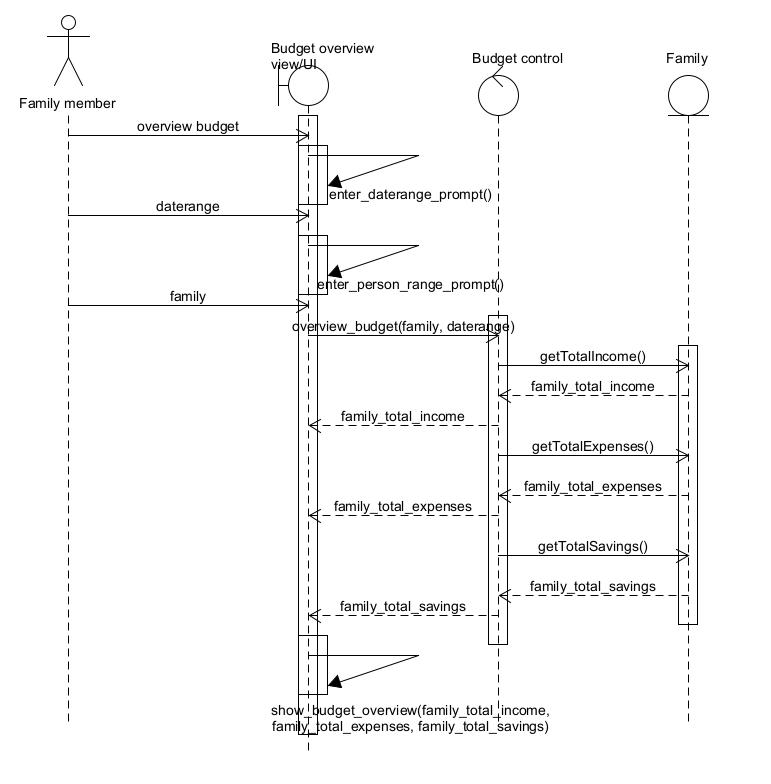 Budget overview
view/UI
Budget control
Family
Family member
overview budget
enter_daterange_prompt()
daterange
enter_person_range_prompt()
family
overview_budget(family, daterange)
getTotalIncome()
family_total_income
family_total_income
getTotalExpenses()
family_total_expenses
family_total_expenses
getTotalSavings()
family_total_savings
family_total_savings
show_budget_overview(family_total_income,
family_total_expenses, family_total_savings)